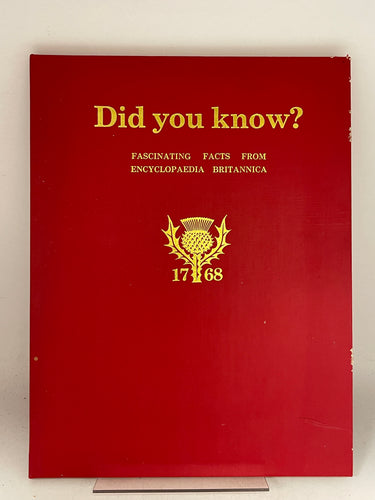 Did you know?
FASCINATING FACTS FROM
ENCYCLOPAEDIA BRITANNICA
17 68